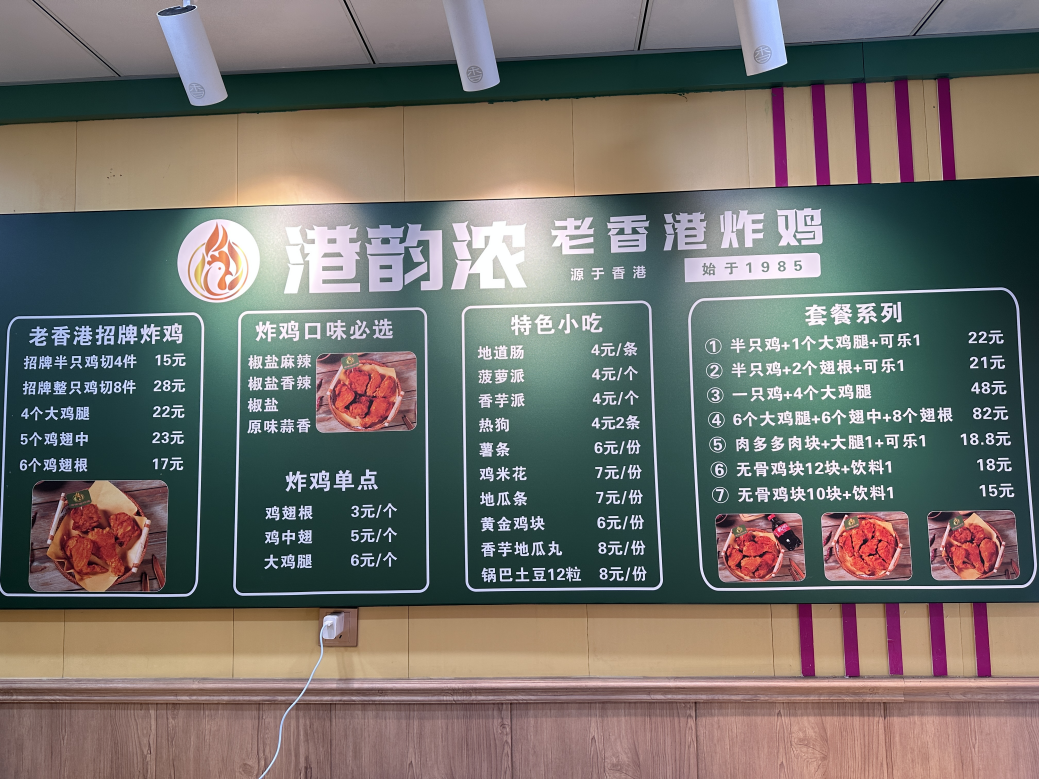 港韵浓
老香港炸鸡
源于香港
始于1985
老香港招牌炸鸡
招牌半只鸡切4件 15元
招牌整只鸡切8件 28元
4个大鸡腿 22元
5个鸡翅中 23元
6个鸡翅根 17元
炸鸡口味必选
椒盐麻辣
椒盐香辣
椒盐
原味蒜香
炸鸡单点
鸡翅根 3元/个
鸡中翅 5元/个
大鸡腿 6元/个
特色小吃
地道肠 4元/条
菠萝派 4元/个
香芋派 4元/个
热狗 4元2条
薯条 6元/份
鸡米花 7元/份
地瓜条 7元/份
黄金鸡块 6元/份
香芋地瓜丸 8元/份
锅巴土豆12粒 8元/份
套餐系列
① 半只鸡+1个大鸡腿+可乐1 22元
② 半只鸡+2个翅根+可乐1 21元
③ 一只鸡+4个大鸡腿 48元
④ 6个大鸡腿+6个翅中+8个翅根 82元
⑤ 肉多多肉块+大腿1+可乐1 18.8元
⑥ 无骨鸡块12块+饮料1 18元
⑦ 无骨鸡块10块+饮料1 15元